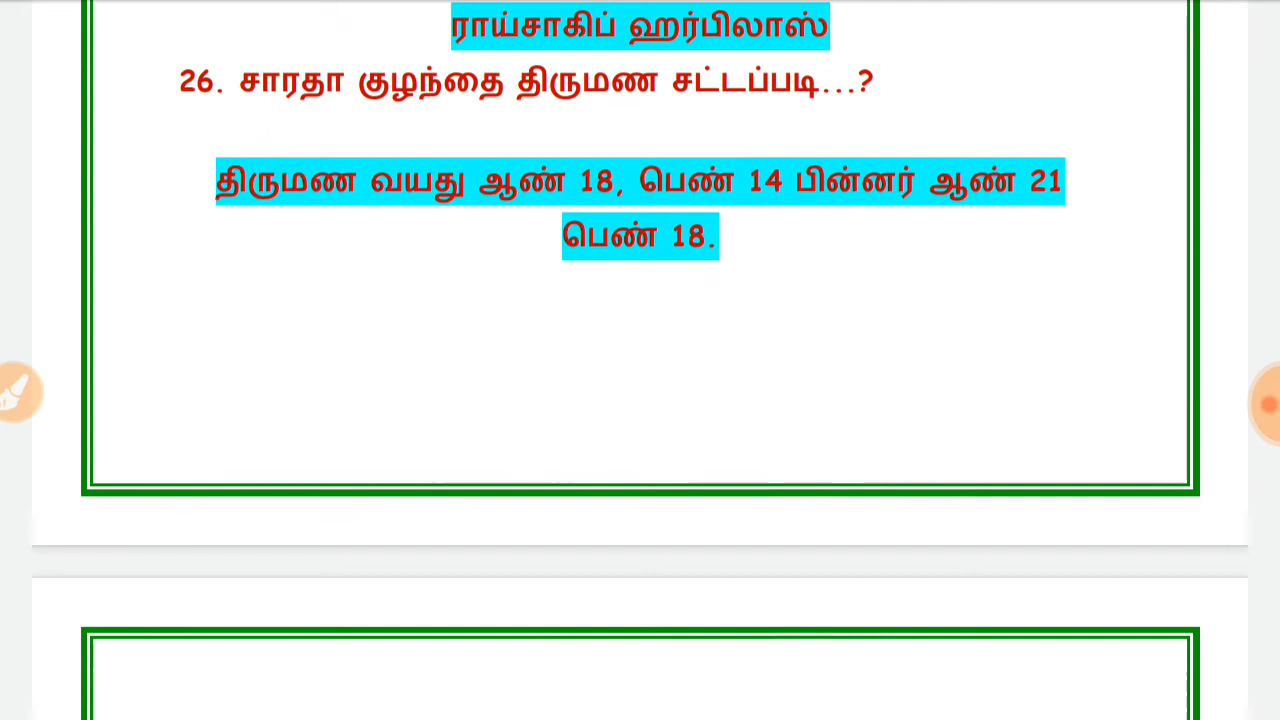 ராய்சாகிப் ஹர்பிலாஸ்
26. சாரதா குழந்தை திருமண சட்டப்படி...?
திருமண வயது ஆண் 18, பெண் 14 பின்னர் ஆண் 21
பெண் 18.